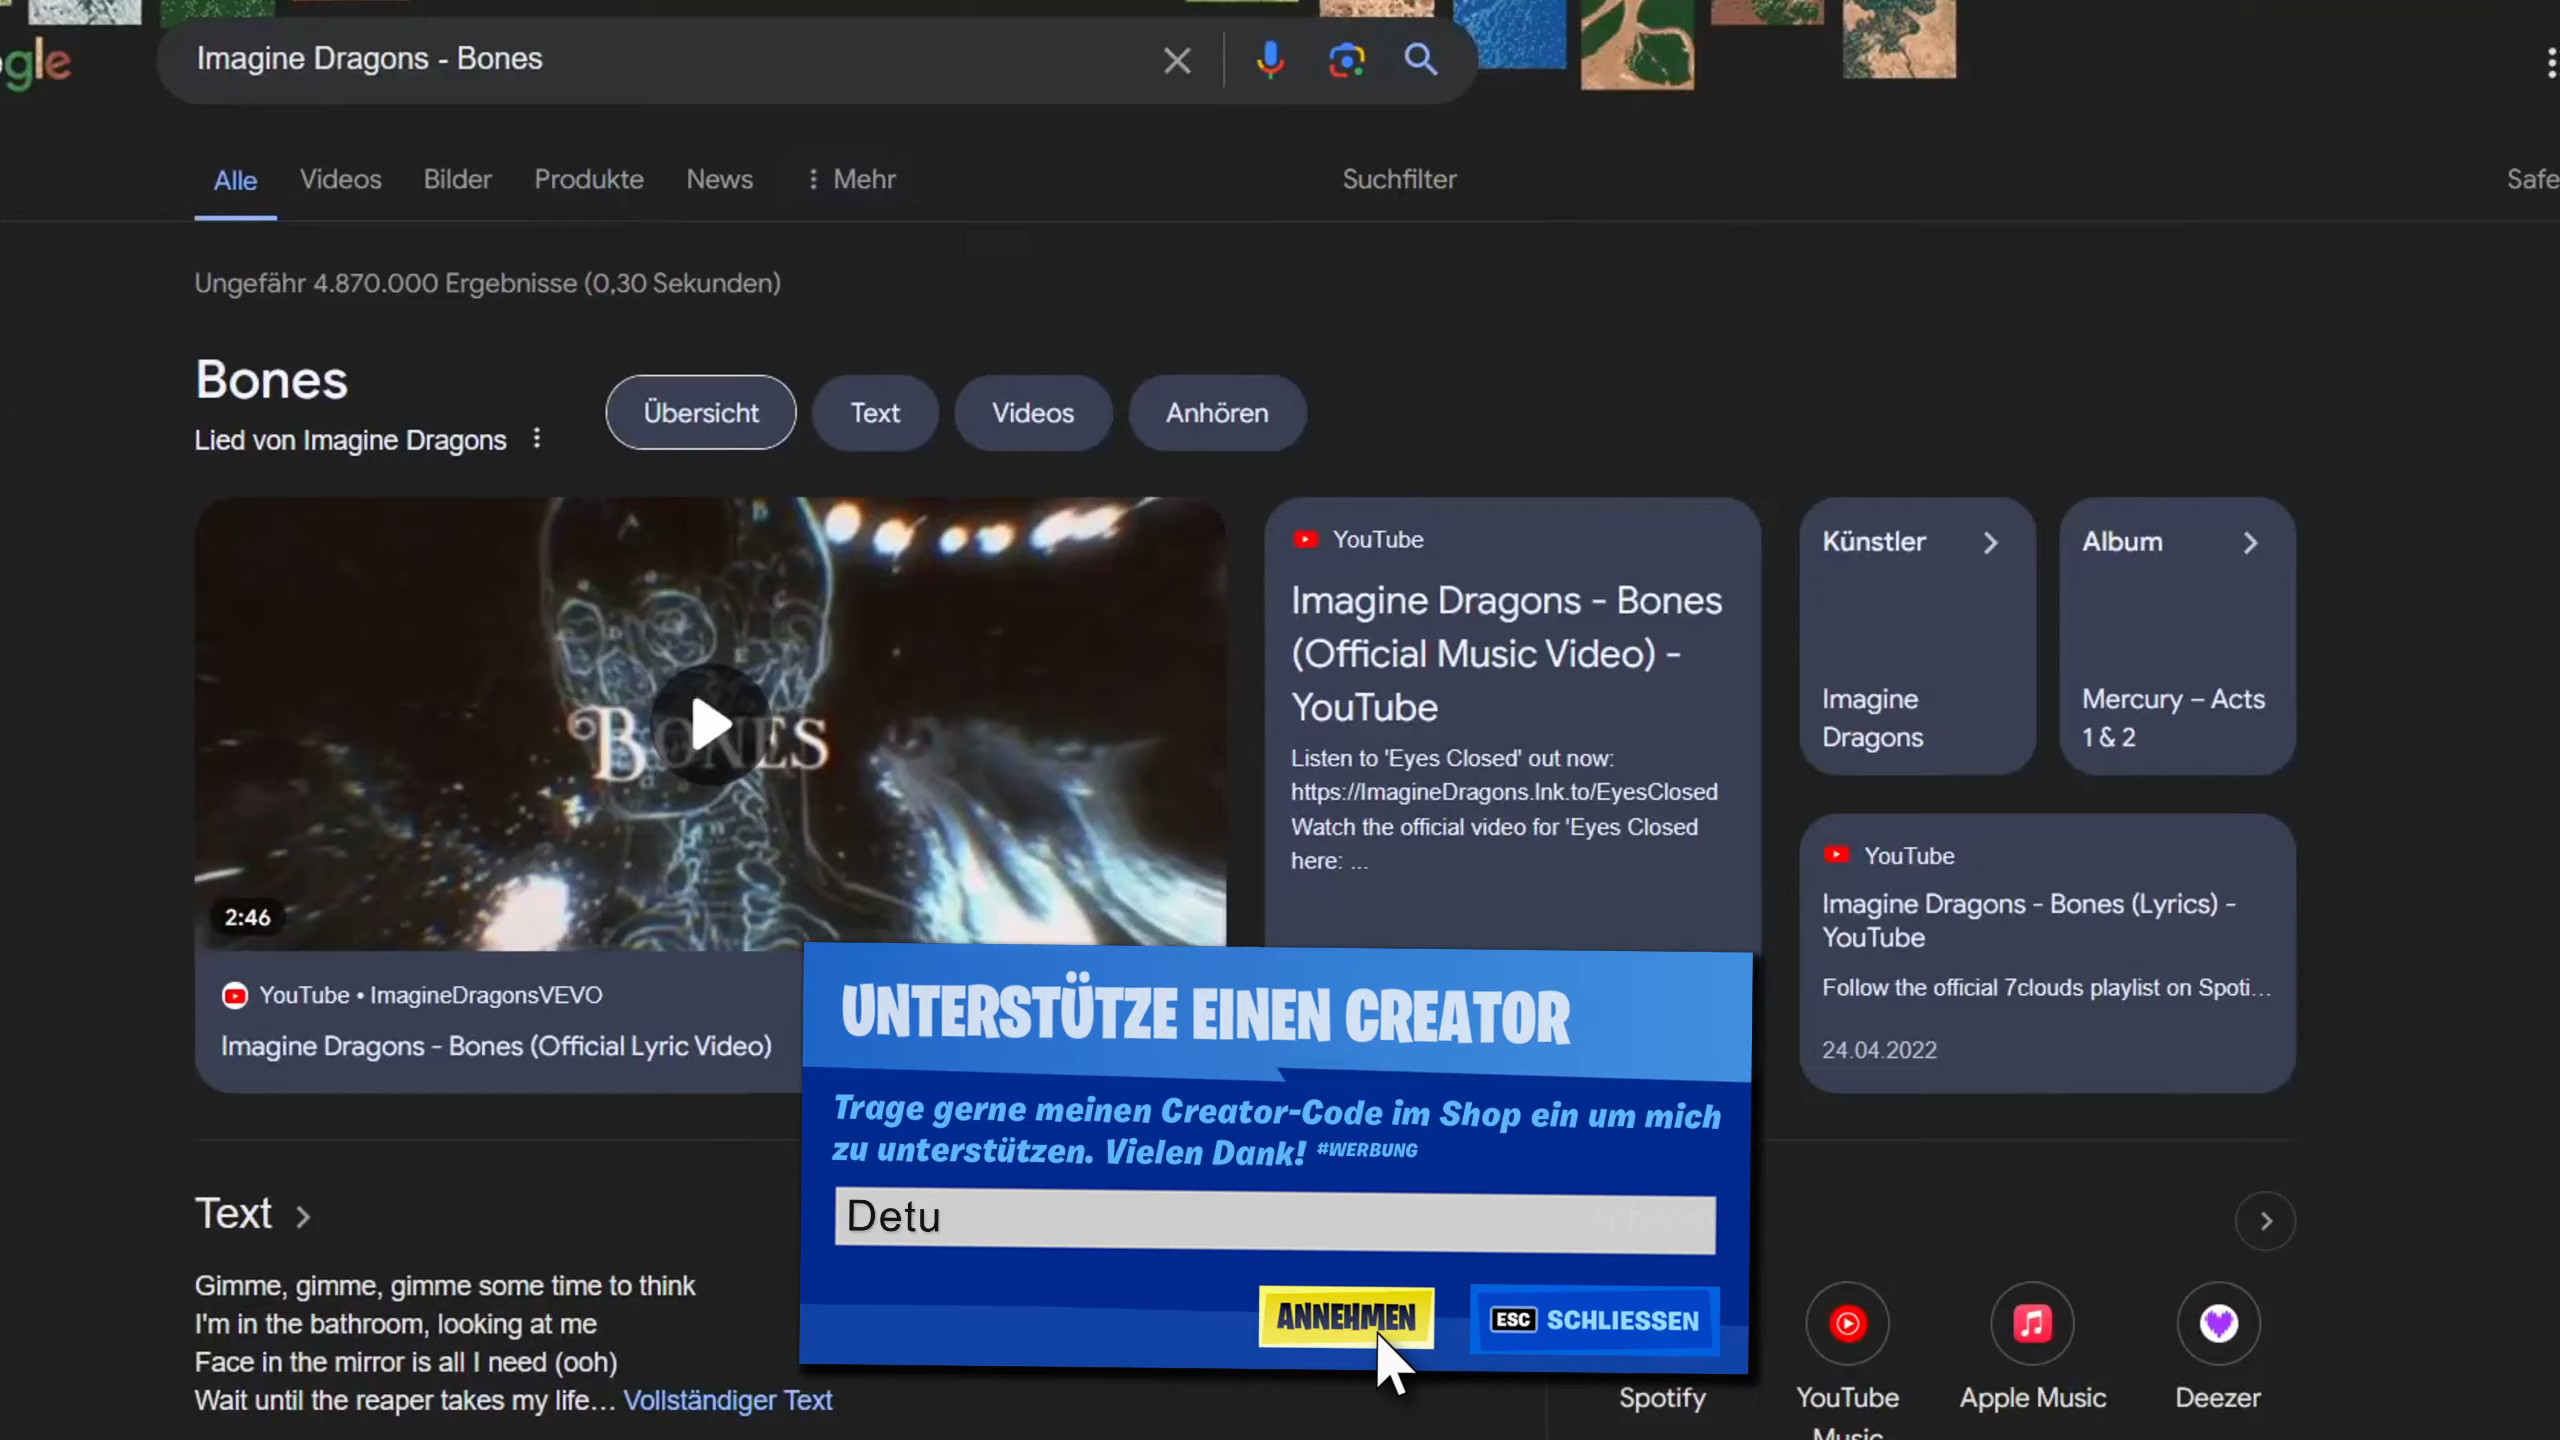 gle
Imagine Dragons - Bones
Alle
Videos
Bilder
Produkte
News
Mehr
Suchfilter
Safe
Ungefähr 4.870.000 Ergebnisse (0,30 Sekunden)
Bones
Lied von Imagine Dragons
Übersicht
Text
Videos
Anhören
BONES
2:46
YouTube • ImagineDragonsVEVO
Imagine Dragons - Bones (Official Lyric Video)
YouTube
Imagine Dragons - Bones
(Official Music Video) -
YouTube
Listen to 'Eyes Closed' out now:
https://ImagineDragons.lnk.to/EyesClosed
Watch the official video for 'Eyes Closed
here: ...
Künstler
Imagine
Dragons
Album
Mercury – Acts
1 & 2
YouTube
Imagine Dragons - Bones (Lyrics) -
YouTube
Follow the official 7clouds playlist on Spoti...
24.04.2022
UNTERSTÜTZE EINEN CREATOR
Trage gerne meinen Creator-Code im Shop ein um mich
zu unterstützen. Vielen Dank! #WERBUNG
Detu
ANNEHMEN
ESC SCHLIESSEN
Text
Gimme, gimme, gimme some time to think
I'm in the bathroom, looking at me
Face in the mirror is all I need (ooh)
Wait until the reaper takes my life... Vollständiger Text
Spotify
YouTube
Music
Apple Music
Deezer